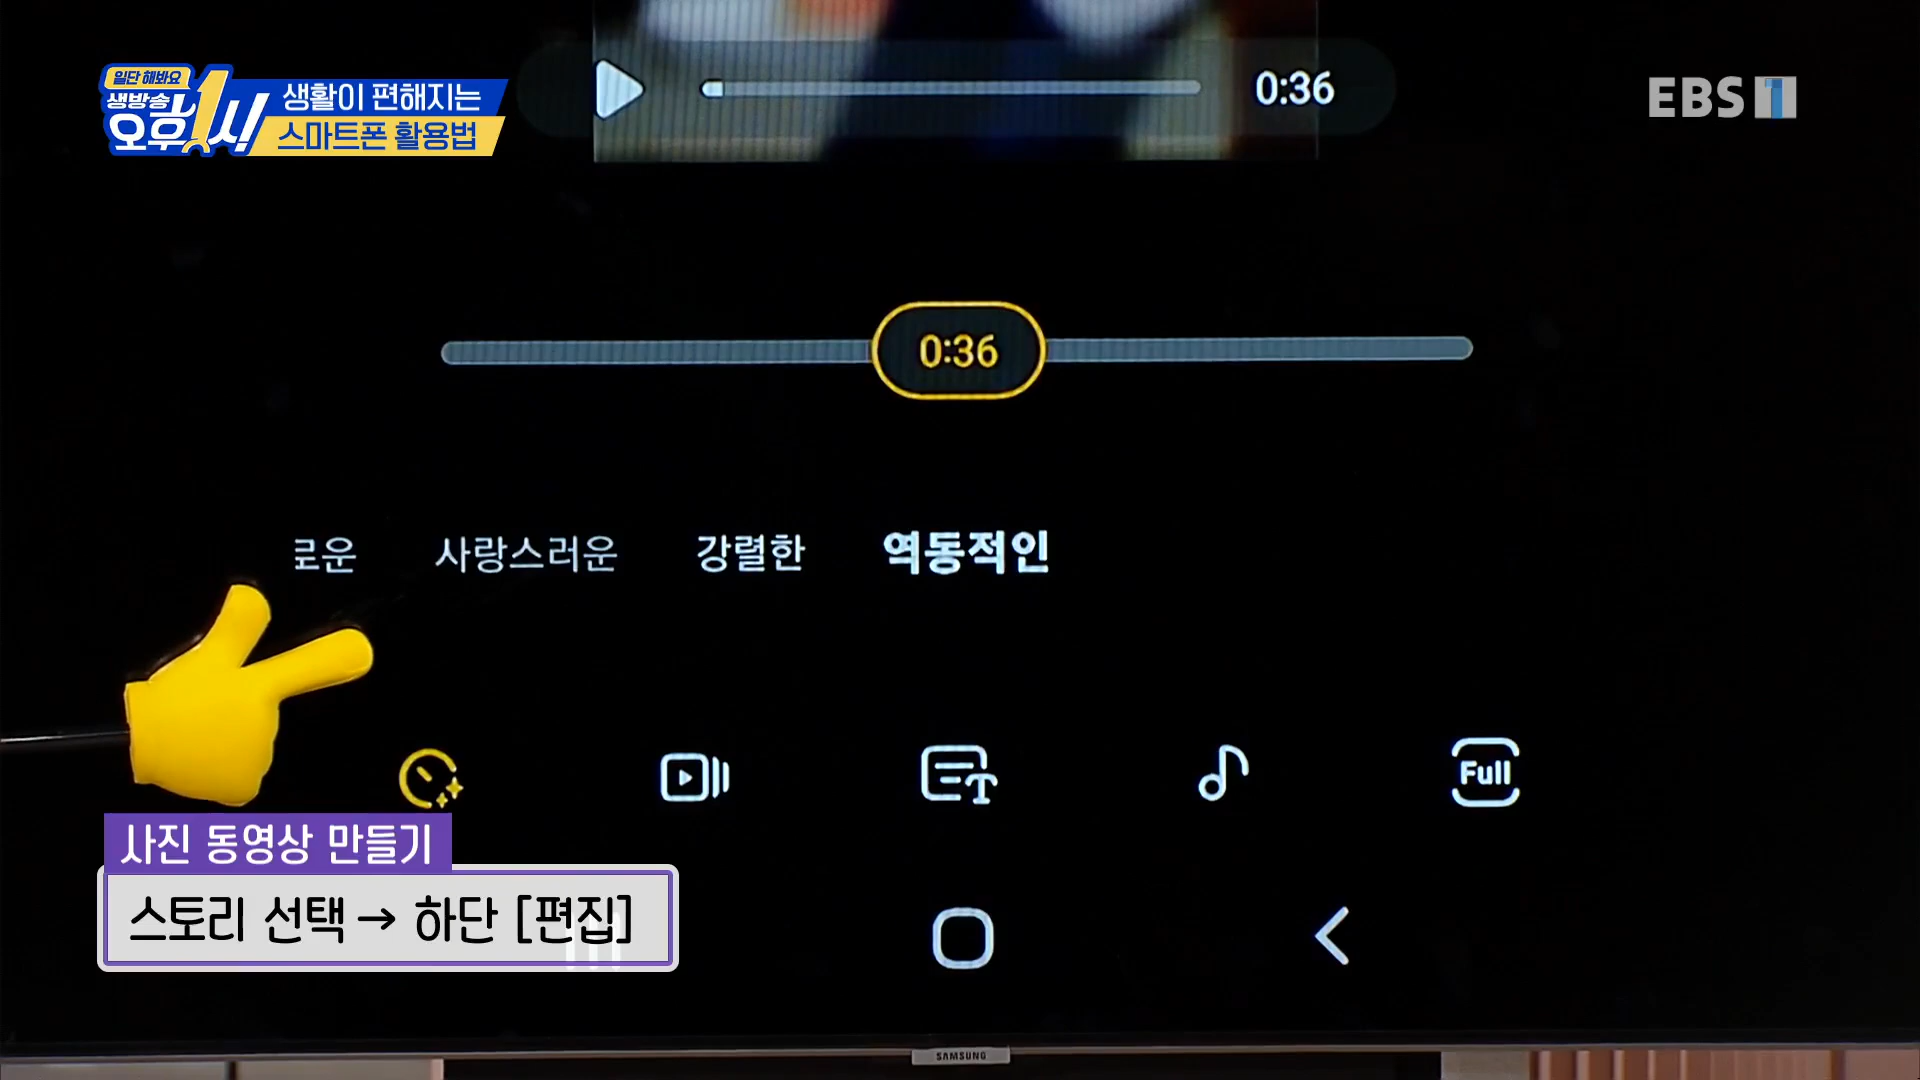 일단 해봐요
생방송
오후1시!
생활이 편해지는
스마트폰 활용법
0:36
EBS 1
0:36
로운 사랑스러운 강렬한 역동적인
Full
사진 동영상 만들기
스토리 선택→ 하단 [편집]
SAMSUNG